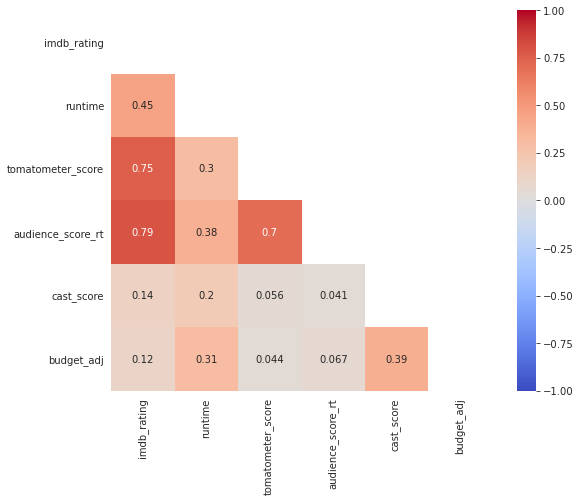 imdb_rating
runtime 0.45
tomatometer_score 0.75 0.3
audience_score_rt 0.79 0.38 0.7
cast_score 0.14 0.2 0.056 0.041
budget_adj 0.12 0.31 0.044 0.067 0.39
imdb_rating runtime tomatometer_score audience_score_rt cast_score budget_adj
1.00
0.75
0.50
0.25
0.00
−0.25
−0.50
−0.75
−1.00